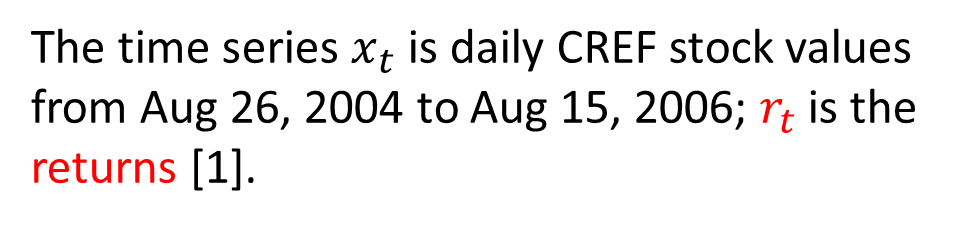 The time series xₜ is daily CREF stock values
from Aug 26, 2004 to Aug 15, 2006; rₜ is the
returns [1].